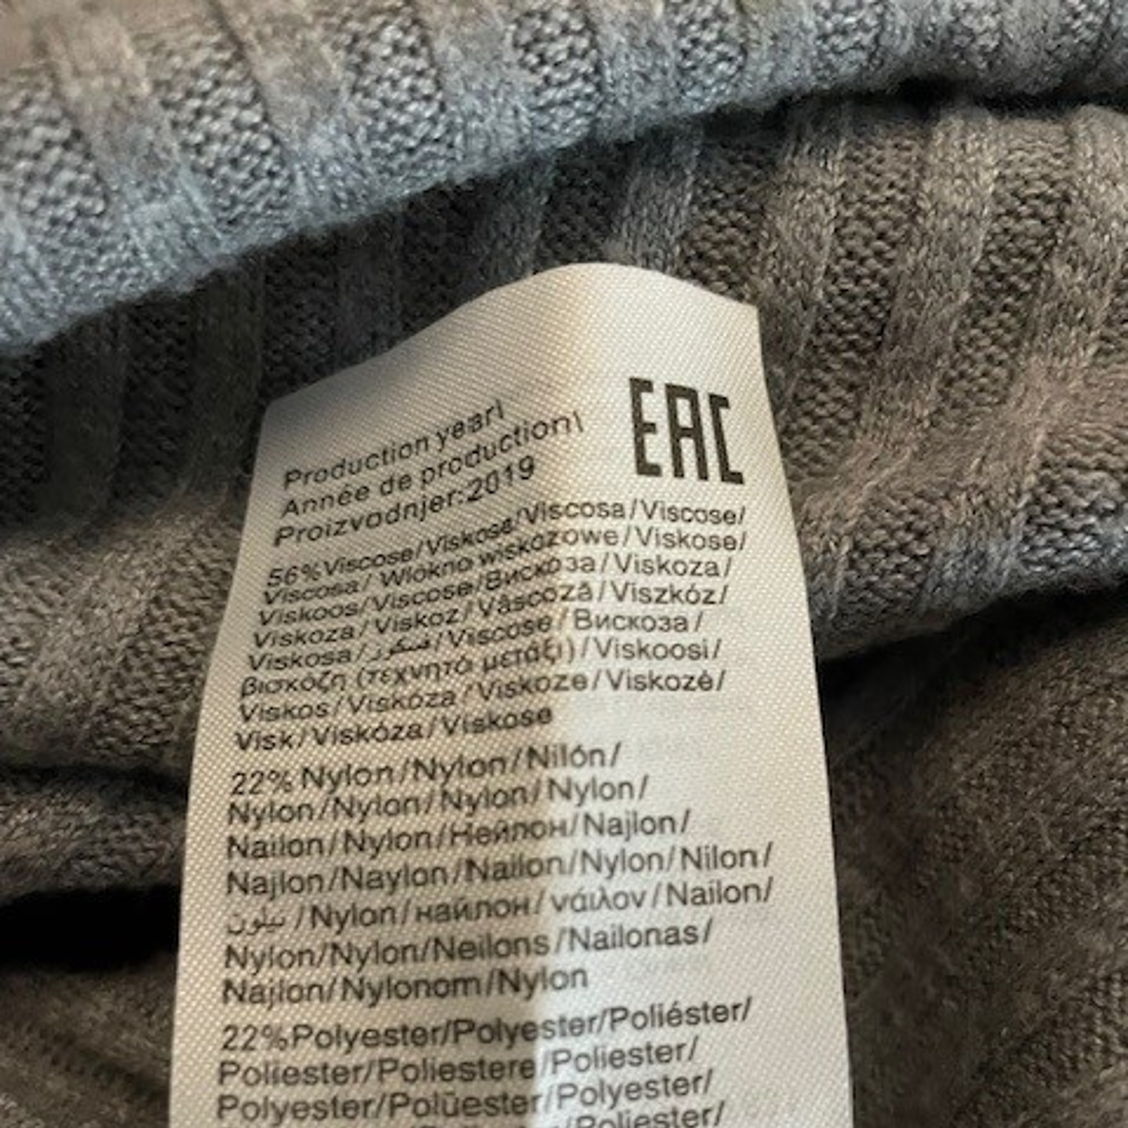 EAC
Production year\
Année de production\
Proizvodnjer:2019
56%Viscose/Viskose/Viscosa/Viscose/
Viscosa/Włokno wiskozowe/Viskose/
Viskoos/Viscose/Вискоза/Viskoza/
Viskoza/Viskoz/Vâscoză/Viszkóz/
Viskosa/فسكوز/Viscose/Вискоза/
βισκόζη (τεχνητό μετάξι)/Viskoosi/
Viskos/Viskóza/Viskoze/Viskozė/
Visk/Viskóza/Viskose
22% Nylon/Nylon/Nilón/
Nylon/Nylon/Nylon/Nylon/
Nailon/Nylon/Нейлон/Najlon/
Najlon/Naylon/Nailon/Nylon/Nilon/
نيلون/Nylon/найлон/νάιλον/Nailon/
Nylon/Nylon/Neilons/Nailonas/
Najlon/Nylonom/Nylon
22%Polyester/Polyester/Poliéster/
Poliester/Poliestere/Poliester/
Polyester/Polüester/Polyester/
Poliester/